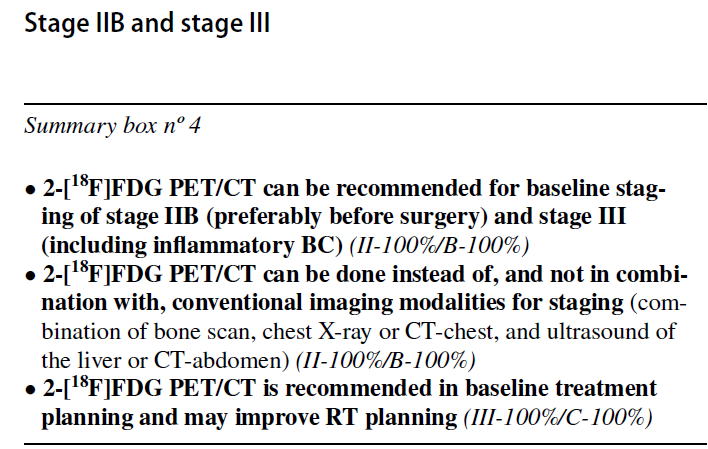 Stage IIB and stage III
Summary box nº 4
• 2-[¹⁸F]FDG PET/CT can be recommended for baseline stag-
ing of stage IIB (preferably before surgery) and stage III
(including inflammatory BC) (II-100%/B-100%)
• 2-[¹⁸F]FDG PET/CT can be done instead of, and not in combi-
nation with, conventional imaging modalities for staging (com-
bination of bone scan, chest X-ray or CT-chest, and ultrasound of
the liver or CT-abdomen) (II-100%/B-100%)
• 2-[¹⁸F]FDG PET/CT is recommended in baseline treatment
planning and may improve RT planning (III-100%/C-100%)